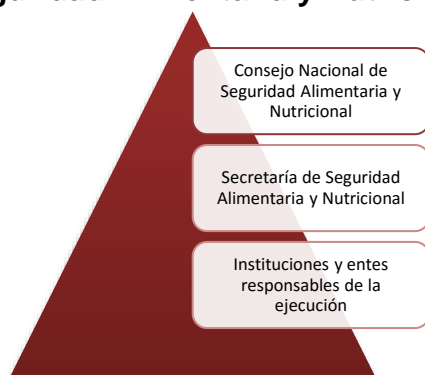 Consejo Nacional de
Seguridad Alimentaria y
Nutricional
Secretaría de Seguridad
Alimentaria y Nutricional
Instituciones y entes
responsables de la
ejecución